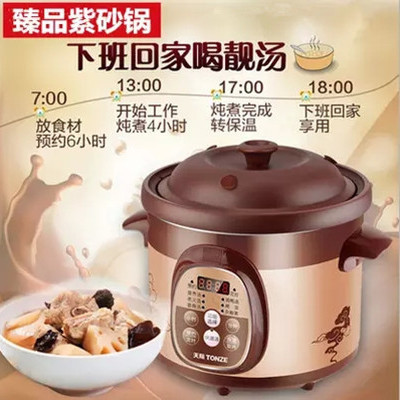 臻品紫砂锅
下班回家喝靓汤
7:00
放食材
预约6小时
13:00
开始工作
炖煮4小时
17:00
炖煮完成
转保温
18:00
下班回家
享用
天际 TONZE